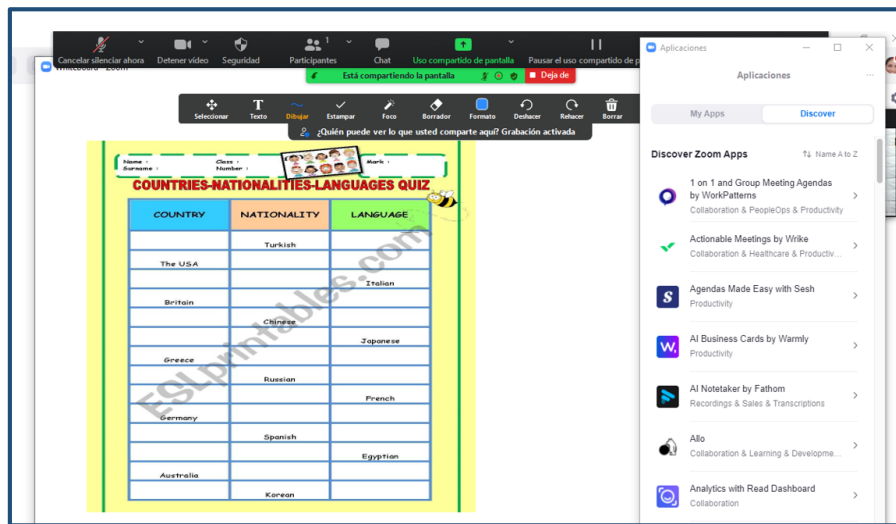 Cancelar silenciar ahora
Detener vídeo
Seguridad
Participantes
1
Chat
Uso compartido de pantalla
Pausar el uso compartido de p
Whiteboard - Zoom
Está compartiendo la pantalla
Deja de
Seleccionar
Texto
Dibujar
Estampar
Foco
Borrador
Formato
Deshacer
Rehacer
Borrar
¿Quién puede ver lo que usted comparte aquí? Grabación activada
Name :
Class :
Mark :
Surname :
Number :
COUNTRIES-NATIONALITIES-LANGUAGES QUIZ
COUNTRY NATIONALITY LANGUAGE
Turkish
The USA
Italian
Britain
Chinese
Japanese
Greece
Russian
French
Germany
Spanish
Egyptian
Australia
Korean
ESLprintables.com
Aplicaciones
Aplicaciones
My Apps
Discover
Discover Zoom Apps
Name A to Z
1 on 1 and Group Meeting Agendas
by WorkPatterns
Collaboration & PeopleOps & Productivity
Actionable Meetings by Wrike
Collaboration & Healthcare & Productiv...
Agendas Made Easy with Sesh
Productivity
AI Business Cards by Warmly
Productivity
AI Notetaker by Fathom
Recordings & Sales & Transcriptions
Allo
Collaboration & Learning & Developme...
Analytics with Read Dashboard
Collaboration